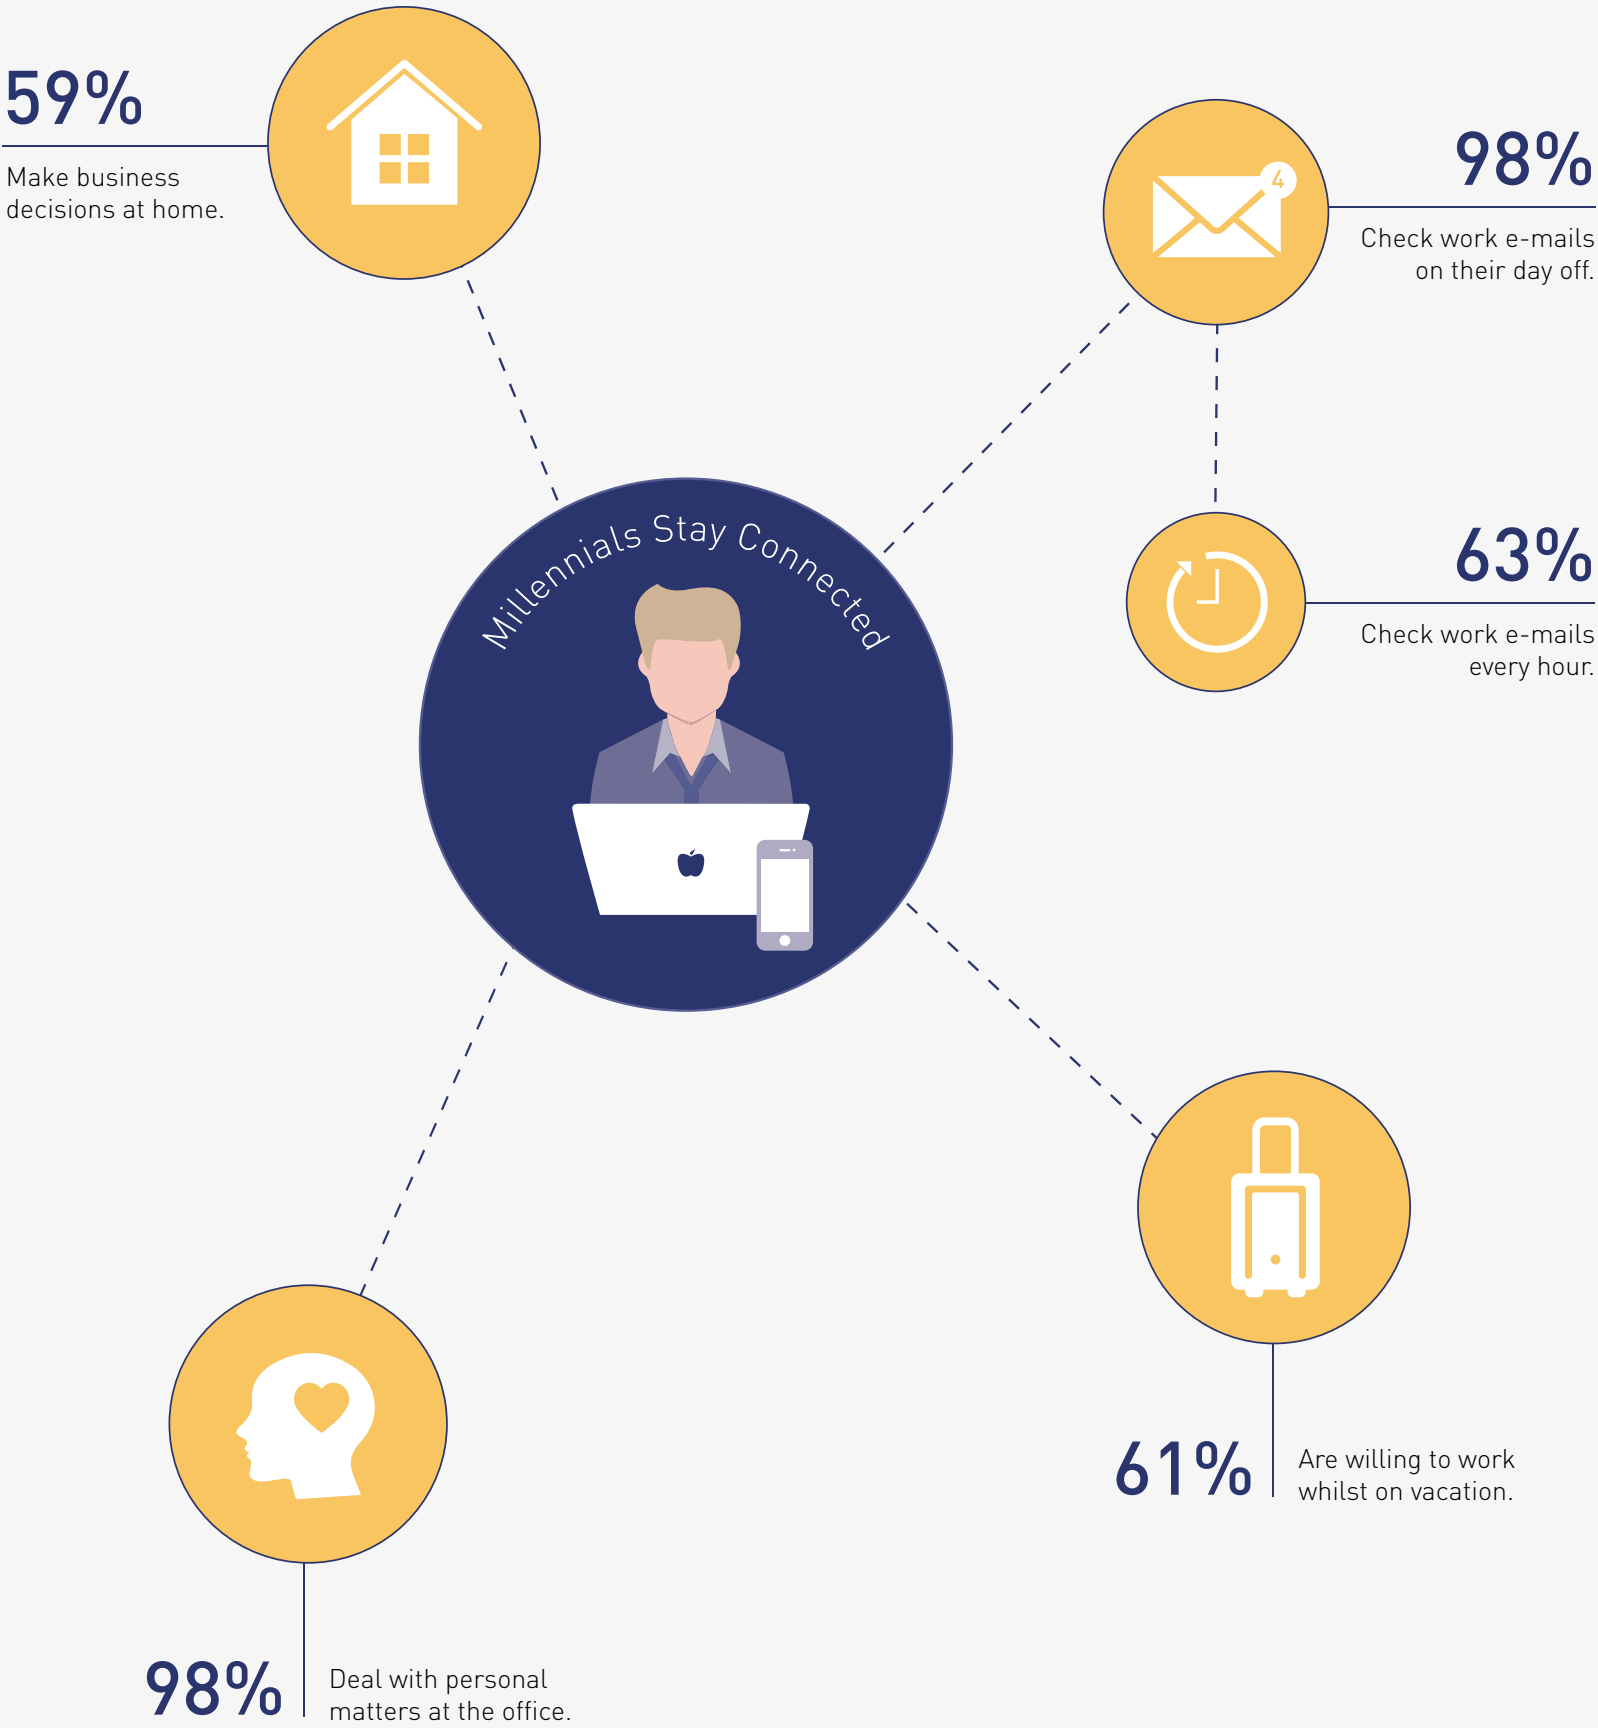 59%
Make business
decisions at home.
4
98%
Check work e-mails
on their day off.
Millennials Stay Connected
63%
Check work e-mails
every hour.
61%
Are willing to work
whilst on vacation.
98%
Deal with personal
matters at the office.